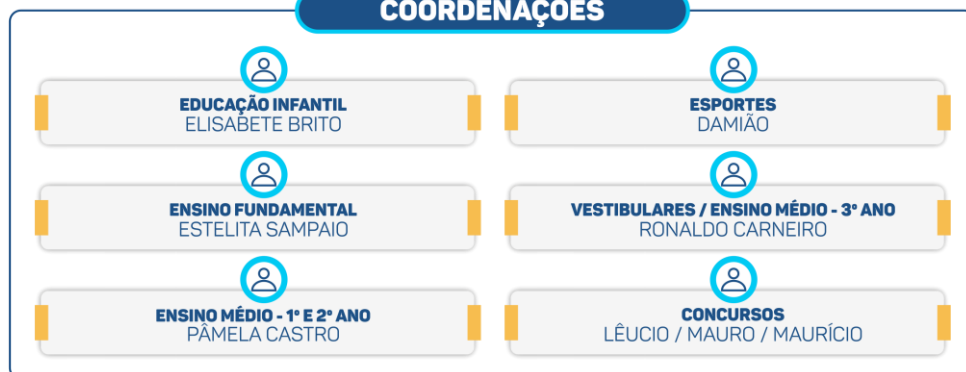 COORDENAÇÕES
EDUCAÇÃO INFANTIL
ELISABETE BRITO
ESPORTES
DAMIÃO
ENSINO FUNDAMENTAL
ESTELITA SAMPAIO
VESTIBULARES / ENSINO MÉDIO - 3º ANO
RONALDO CARNEIRO
ENSINO MÉDIO - 1º E 2º ANO
PÂMELA CASTRO
CONCURSOS
LÊUCIO / MAURO / MAURÍCIO